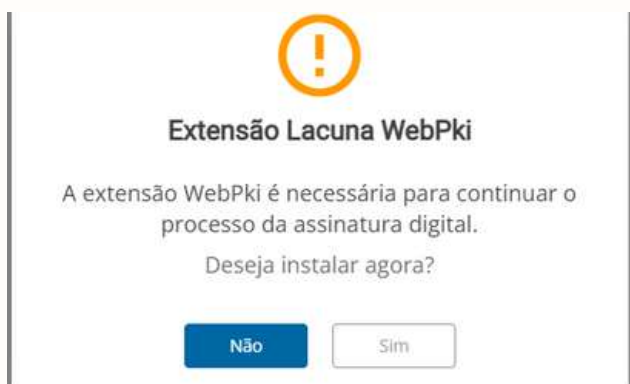 Extensão Lacuna WebPki
A extensão WebPki é necessária para continuar o
processo da assinatura digital.
Deseja instalar agora?
Não
Sim